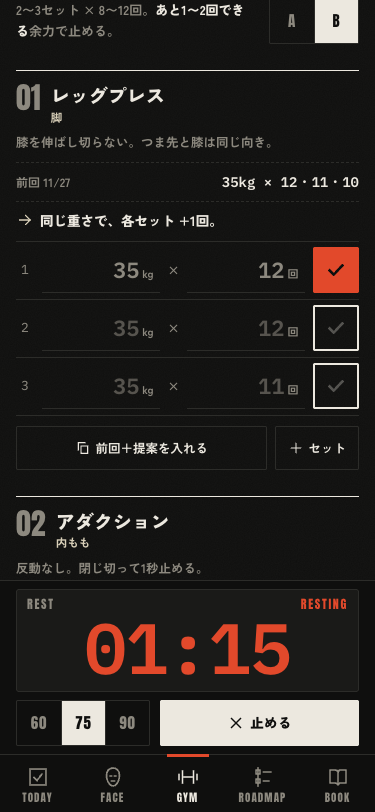 2〜3セット × 8〜12回。あと1〜2回でき
る余力で止める。
A B
01 レッグプレス
脚
膝を伸ばし切らない。つま先と膝は同じ向き。
前回 11/27 35kg × 12・11・10
→ 同じ重さで、各セット +1回。
1 35 kg × 12 回
2 35 kg × 12 回
3 35 kg × 11 回
前回＋提案を入れる ＋ セット
02 アダクション
内もも
反動なし。閉じ切って1秒止める。
REST RESTING
01:15
60 75 90 × 止める
TODAY FACE GYM ROADMAP BOOK